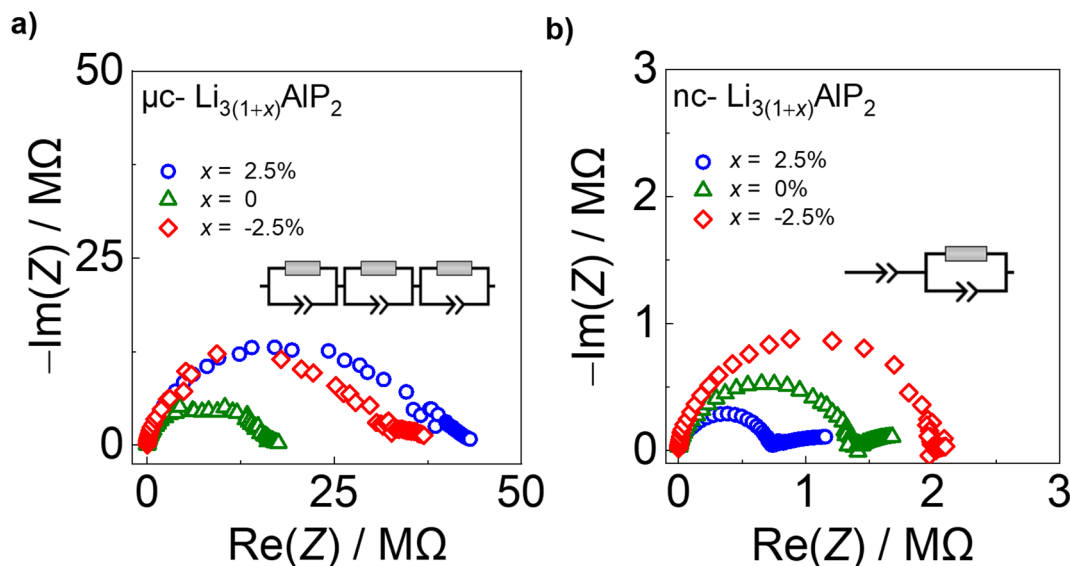 a)
50
25
0
–Im(Z) / MΩ
µc- Li3(1+x)AlP2
x = 2.5%
x = 0
x = -2.5%
0
25
50
Re(Z) / MΩ
b)
3
2
1
0
–Im(Z) / MΩ
nc- Li3(1+x)AlP2
x = 2.5%
x = 0%
x = -2.5%
0
1
2
3
Re(Z) / MΩ